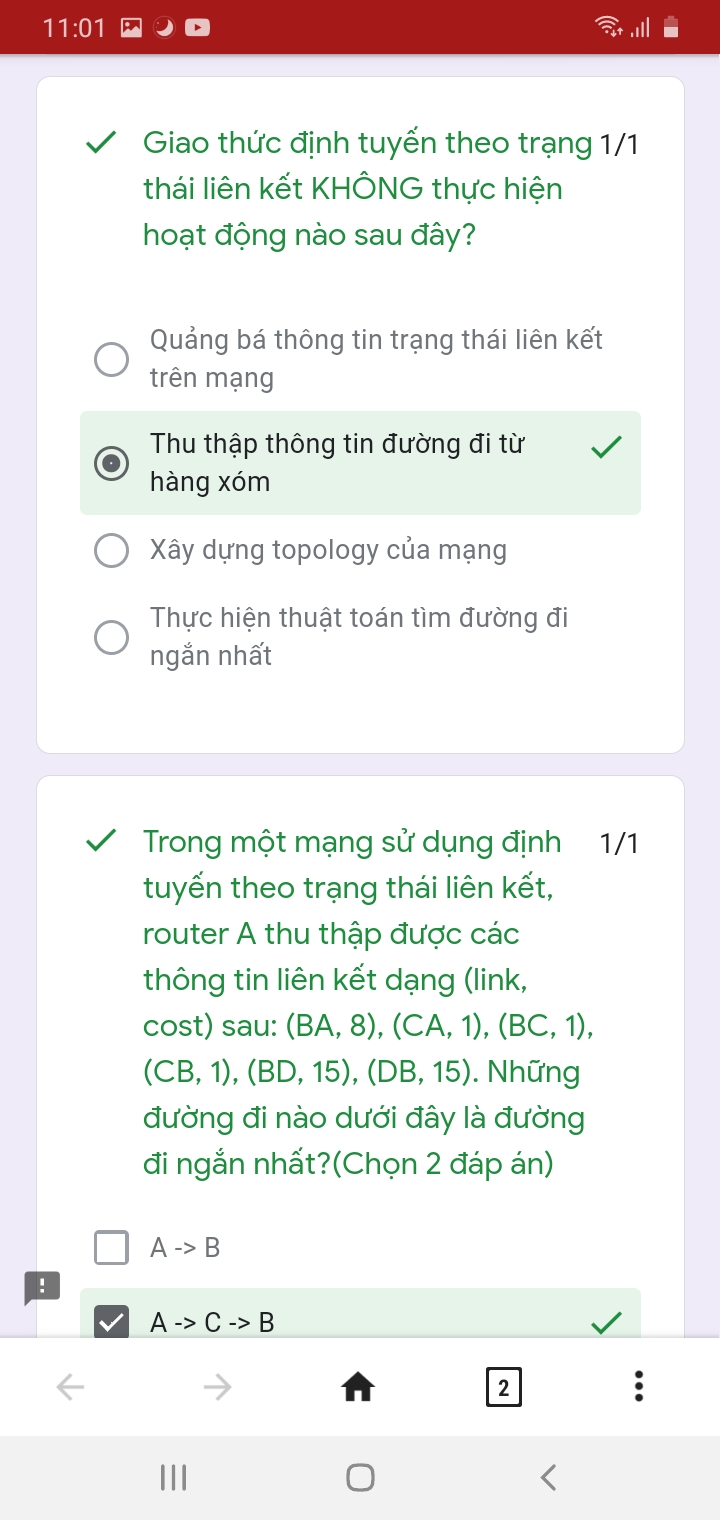 11:01
Giao thức định tuyến theo trạng 1/1
thái liên kết KHÔNG thực hiện
hoạt động nào sau đây?
Quảng bá thông tin trạng thái liên kết
trên mạng
Thu thập thông tin đường đi từ
hàng xóm
Xây dựng topology của mạng
Thực hiện thuật toán tìm đường đi
ngắn nhất
Trong một mạng sử dụng định 1/1
tuyến theo trạng thái liên kết,
router A thu thập được các
thông tin liên kết dạng (link,
cost) sau: (BA, 8), (CA, 1), (BC, 1),
(CB, 1), (BD, 15), (DB, 15). Những
đường đi nào dưới đây là đường
đi ngắn nhất?(Chọn 2 đáp án)
A -> B
A -> C -> B
2